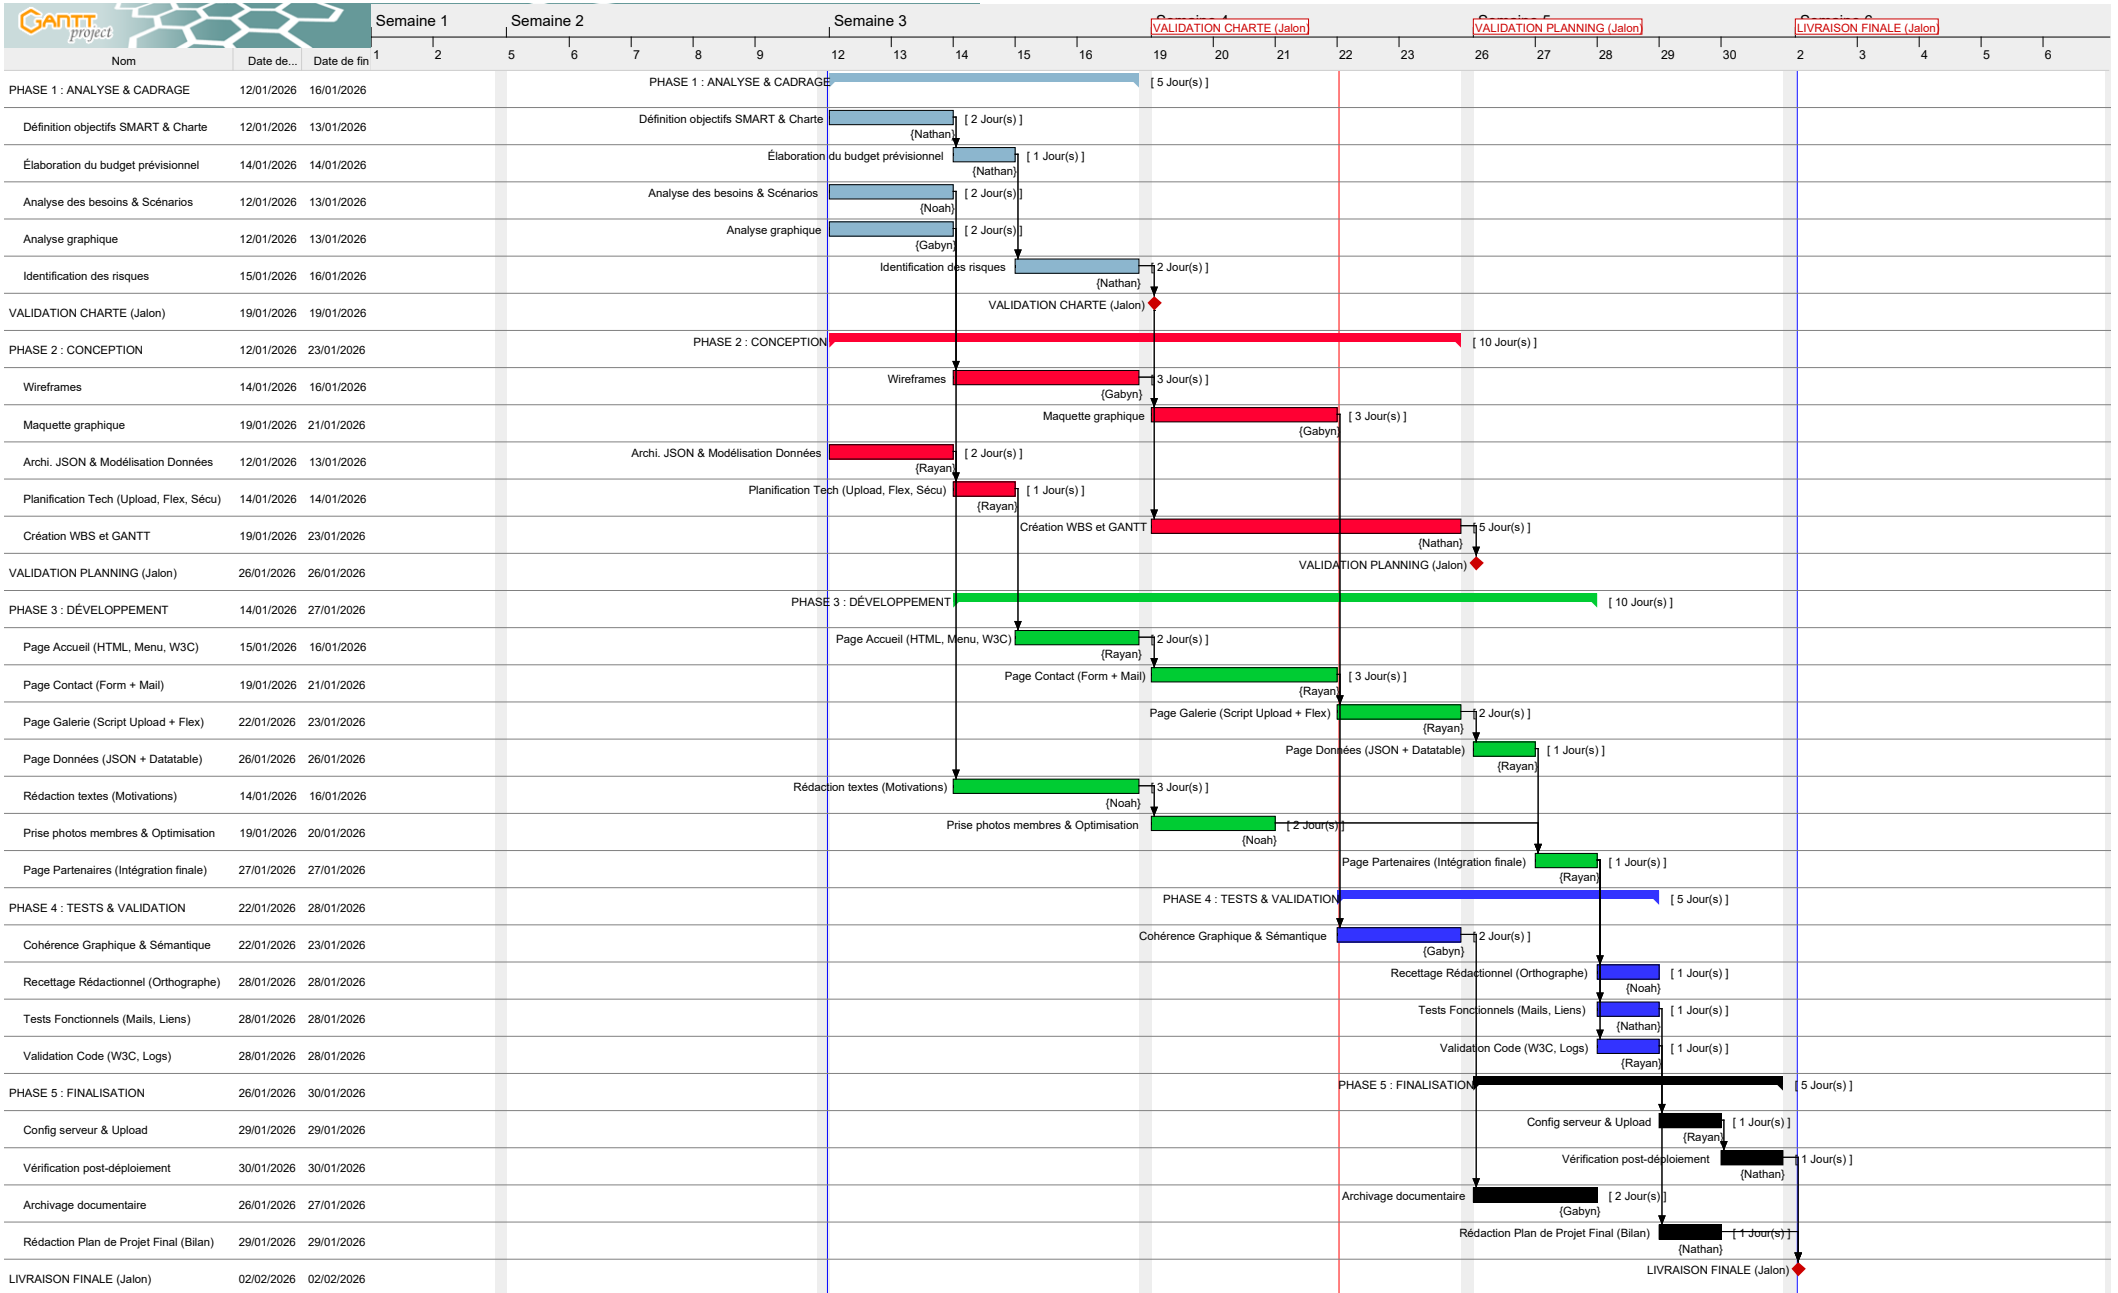 GANTT
project
Semaine 1 Semaine 2 Semaine 3
VALIDATION CHARTE (Jalon) VALIDATION PLANNING (Jalon) LIVRAISON FINALE (Jalon)
Nom Date de... Date de fin 1 2 5 6 7 8 9 12 13 14 15 16 19 20 21 22 23 26 27 28 29 30 2 3 4 5 6
PHASE 1 : ANALYSE & CADRAGE 12/01/2026 16/01/2026 PHASE 1 : ANALYSE & CADRAGE [ 5 Jour(s) ]
Définition objectifs SMART & Charte 12/01/2026 13/01/2026 Définition objectifs SMART & Charte [ 2 Jour(s) ]
{Nathan}
Élaboration du budget prévisionnel 14/01/2026 14/01/2026 Élaboration du budget prévisionnel [ 1 Jour(s) ]
{Nathan}
Analyse des besoins & Scénarios 12/01/2026 13/01/2026 Analyse des besoins & Scénarios [ 2 Jour(s) ]
{Noah}
Analyse graphique 12/01/2026 13/01/2026 Analyse graphique [ 2 Jour(s) ]
{Gabyn}
Identification des risques 15/01/2026 16/01/2026 Identification des risques [ 2 Jour(s) ]
{Nathan}
VALIDATION CHARTE (Jalon) 19/01/2026 19/01/2026 VALIDATION CHARTE (Jalon)
PHASE 2 : CONCEPTION 12/01/2026 23/01/2026 PHASE 2 : CONCEPTION [ 10 Jour(s) ]
Wireframes 14/01/2026 16/01/2026 Wireframes [ 3 Jour(s) ]
{Gabyn}
Maquette graphique 19/01/2026 21/01/2026 Maquette graphique [ 3 Jour(s) ]
{Gabyn}
Archi. JSON & Modélisation Données 12/01/2026 13/01/2026 Archi. JSON & Modélisation Données [ 2 Jour(s) ]
{Rayan}
Planification Tech (Upload, Flex, Sécu) 14/01/2026 14/01/2026 Planification Tech (Upload, Flex, Sécu) [ 1 Jour(s) ]
{Rayan}
Création WBS et GANTT 19/01/2026 23/01/2026 Création WBS et GANTT [ 5 Jour(s) ]
{Nathan}
VALIDATION PLANNING (Jalon) 26/01/2026 26/01/2026 VALIDATION PLANNING (Jalon)
PHASE 3 : DÉVELOPPEMENT 14/01/2026 27/01/2026 PHASE 3 : DÉVELOPPEMENT [ 10 Jour(s) ]
Page Accueil (HTML, Menu, W3C) 15/01/2026 16/01/2026 Page Accueil (HTML, Menu, W3C) [ 2 Jour(s) ]
{Rayan}
Page Contact (Form + Mail) 19/01/2026 21/01/2026 Page Contact (Form + Mail) [ 3 Jour(s) ]
{Rayan}
Page Galerie (Script Upload + Flex) 22/01/2026 23/01/2026 Page Galerie (Script Upload + Flex) [ 2 Jour(s) ]
{Rayan}
Page Données (JSON + Datatable) 26/01/2026 26/01/2026 Page Données (JSON + Datatable) [ 1 Jour(s) ]
{Rayan}
Rédaction textes (Motivations) 14/01/2026 16/01/2026 Rédaction textes (Motivations) [ 3 Jour(s) ]
{Noah}
Prise photos membres & Optimisation 19/01/2026 20/01/2026 Prise photos membres & Optimisation [ 2 Jour(s) ]
{Noah}
Page Partenaires (Intégration finale) 27/01/2026 27/01/2026 Page Partenaires (Intégration finale) [ 1 Jour(s) ]
{Rayan}
PHASE 4 : TESTS & VALIDATION 22/01/2026 28/01/2026 PHASE 4 : TESTS & VALIDATION [ 5 Jour(s) ]
Cohérence Graphique & Sémantique 22/01/2026 23/01/2026 Cohérence Graphique & Sémantique [ 2 Jour(s) ]
{Gabyn}
Recettage Rédactionnel (Orthographe) 28/01/2026 28/01/2026 Recettage Rédactionnel (Orthographe) [ 1 Jour(s) ]
{Noah}
Tests Fonctionnels (Mails, Liens) 28/01/2026 28/01/2026 Tests Fonctionnels (Mails, Liens) [ 1 Jour(s) ]
{Nathan}
Validation Code (W3C, Logs) 28/01/2026 28/01/2026 Validation Code (W3C, Logs) [ 1 Jour(s) ]
{Rayan}
PHASE 5 : FINALISATION 26/01/2026 30/01/2026 PHASE 5 : FINALISATION [ 5 Jour(s) ]
Config serveur & Upload 29/01/2026 29/01/2026 Config serveur & Upload [ 1 Jour(s) ]
{Rayan}
Vérification post-déploiement 30/01/2026 30/01/2026 Vérification post-déploiement [ 1 Jour(s) ]
{Nathan}
Archivage documentaire 26/01/2026 27/01/2026 Archivage documentaire [ 2 Jour(s) ]
{Gabyn}
Rédaction Plan de Projet Final (Bilan) 29/01/2026 29/01/2026 Rédaction Plan de Projet Final (Bilan) [ 1 Jour(s) ]
{Nathan}
LIVRAISON FINALE (Jalon) 02/02/2026 02/02/2026 LIVRAISON FINALE (Jalon)